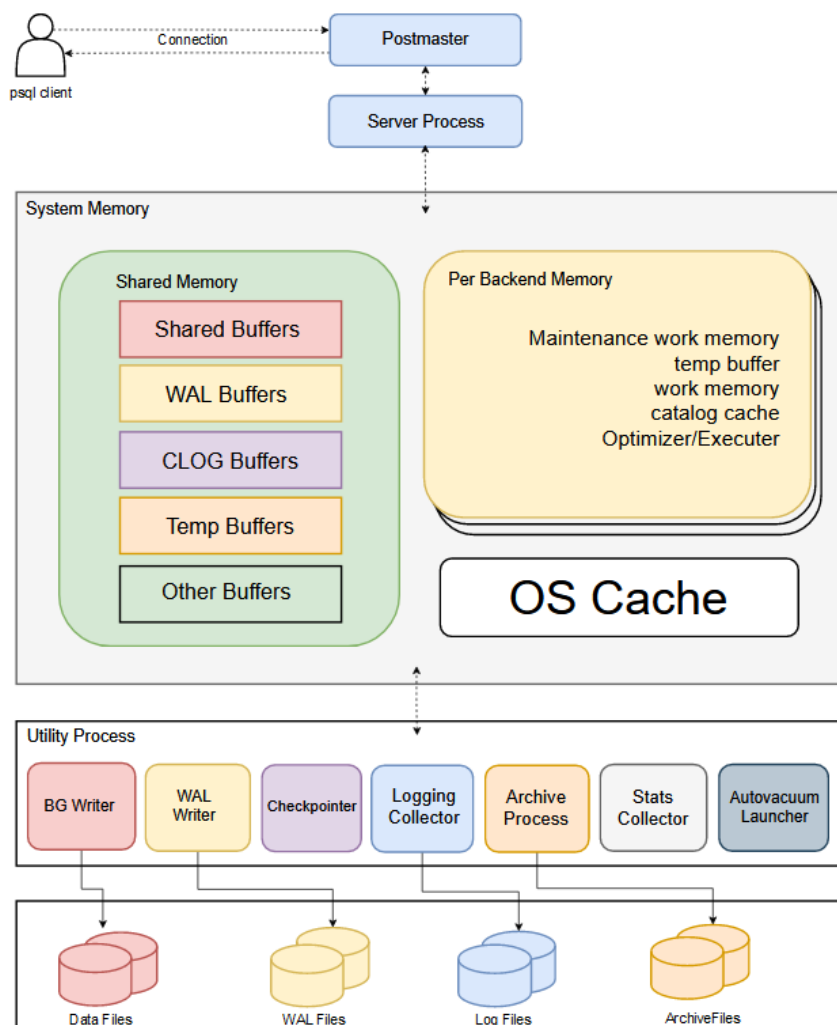 Connection
Postmaster
psql client
Server Process
System Memory
Shared Memory
Shared Buffers
WAL Buffers
CLOG Buffers
Temp Buffers
Other Buffers
Per Backend Memory
Maintenance work memory
temp buffer
work memory
catalog cache
Optimizer/Executer
OS Cache
Utility Process
BG Writer
WAL
Writer
Checkpointer
Logging
Collector
Archive
Process
Stats
Collector
Autovacuum
Launcher
Data Files
WAL Files
Log Files
ArchiveFiles